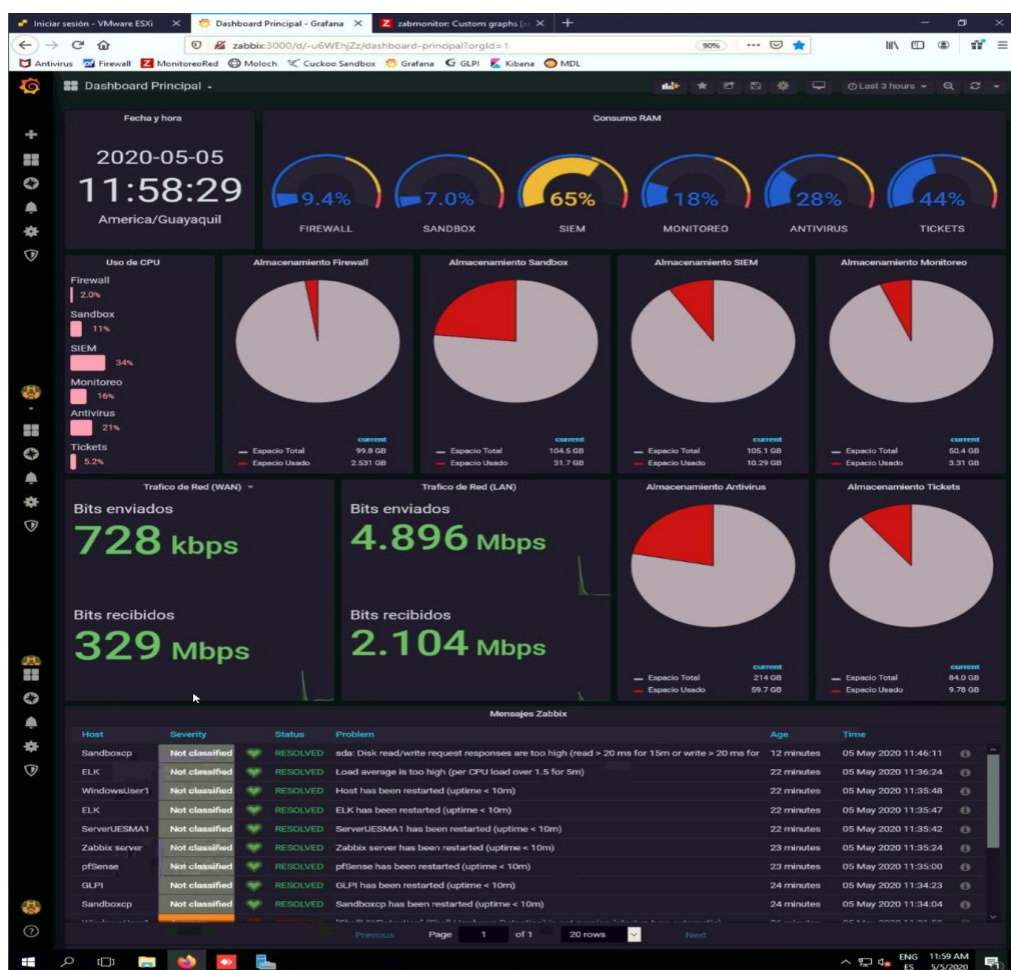 Iniciar sesión - VMware ESXi
Dashboard Principal - Grafana
zabmonitor: Custom graphs
zabbix:3000/d/-u6WEhjZz/dashboard-principal?orgId=1
90%
Antivirus Firewall MonitoreoRed Moloch Cuckoo Sandbox Grafana GLPI Kibana MDL
Dashboard Principal
Last 3 hours
Fecha y hora
2020-05-05
11:58:29
America/Guayaquil
Consumo RAM
9.4% 7.0% 65% 18% 28% 44%
FIREWALL SANDBOX SIEM MONITOREO ANTIVIRUS TICKETS
Uso de CPU
Firewall
2.0%
Sandbox
11%
SIEM
34%
Monitoreo
16%
Antivirus
21%
Tickets
5.2%
Almacenamiento Firewall
current
Espacio Total 99.8 GB
Espacio Usado 2.531 GB
Almacenamiento Sandbox
current
Espacio Total 104.5 GB
Espacio Usado 31.7 GB
Almacenamiento SIEM
current
Espacio Total 105.1 GB
Espacio Usado 10.29 GB
Almacenamiento Monitoreo
current
Espacio Total 50.4 GB
Espacio Usado 3.31 GB
Trafico de Red (WAN)
Bits enviados
728 kbps
Bits recibidos
329 Mbps
Trafico de Red (LAN)
Bits enviados
4.896 Mbps
Bits recibidos
2.104 Mbps
Almacenamiento Antivirus
current
Espacio Total 214 GB
Espacio Usado 59.7 GB
Almacenamiento Tickets
current
Espacio Total 84.0 GB
Espacio Usado 9.78 GB
Mensajes Zabbix
Host Severity Status Problem Age Time
Sandboxcp Not classified RESOLVED sda: Disk read/write request responses are too high (read > 20 ms for 15m or write > 20 ms for 12 minutes 05 May 2020 11:46:11
ELK Not classified RESOLVED Load average is too high (per CPU load over 1.5 for 5m) 22 minutes 05 May 2020 11:36:24
WindowsUser1 Not classified RESOLVED Host has been restarted (uptime < 10m) 22 minutes 05 May 2020 11:35:48
ELK Not classified RESOLVED ELK has been restarted (uptime < 10m) 22 minutes 05 May 2020 11:35:47
ServerUESMA1 Not classified RESOLVED ServerUESMA1 has been restarted (uptime < 10m) 22 minutes 05 May 2020 11:35:42
Zabbix server Not classified RESOLVED Zabbix server has been restarted (uptime < 10m) 23 minutes 05 May 2020 11:35:24
pfSense Not classified RESOLVED pfSense has been restarted (uptime < 10m) 23 minutes 05 May 2020 11:35:00
GLPI Not classified RESOLVED GLPI has been restarted (uptime < 10m) 24 minutes 05 May 2020 11:34:23
Sandboxcp Not classified RESOLVED Sandboxcp has been restarted (uptime < 10m) 24 minutes 05 May 2020 11:34:04
Previous Page 1 of 1 20 rows Next
ENG 11:59 AM
ES 5/5/2020